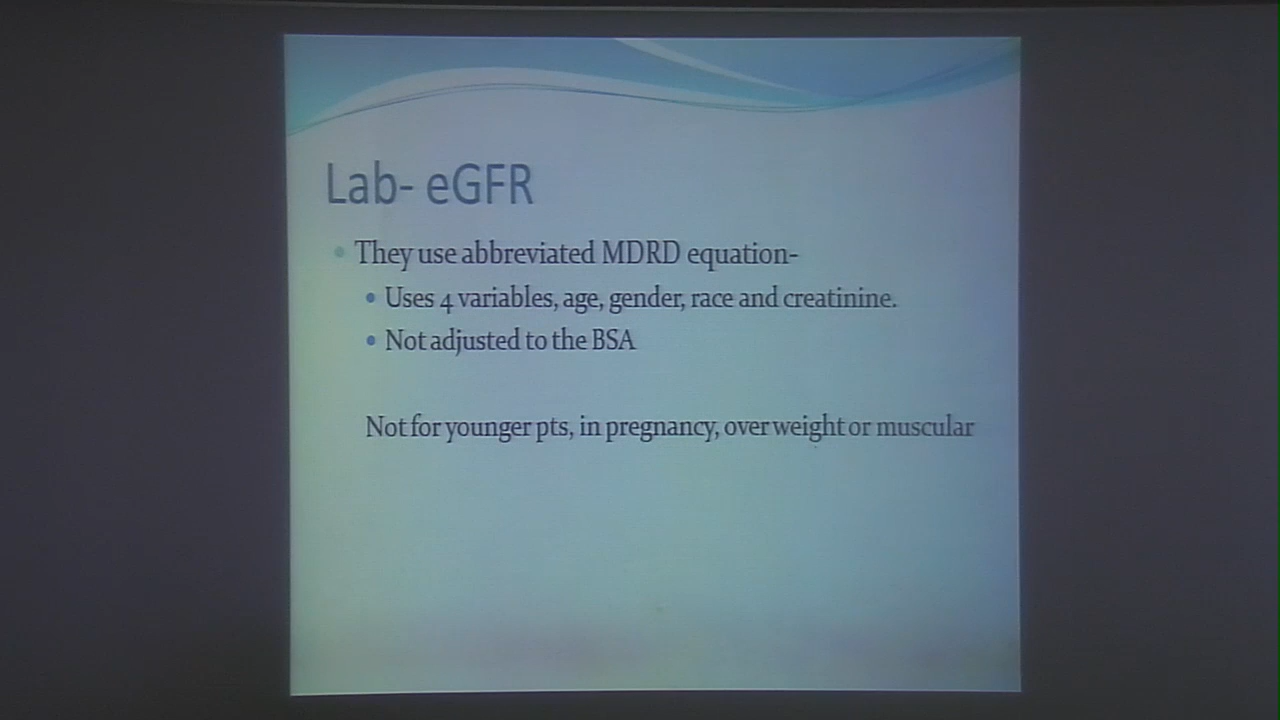 Lab- eGFR
They use abbreviated MDRD equation-
Uses 4 variables, age, gender, race and creatinine.
Not adjusted to the BSA
Not for younger pts, in pregnancy, over weight or muscular